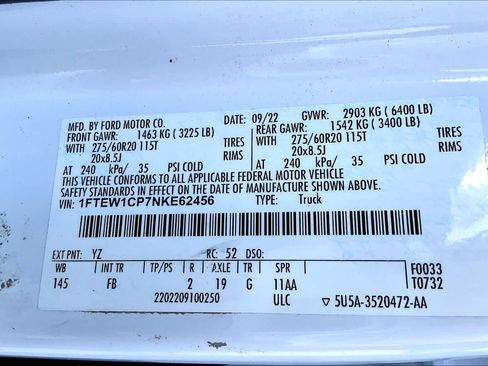 MFD. BY FORD MOTOR CO. 09/22 GVWR: 2903 KG ( 6400 LB)
FRONT GAWR: 1463 KG ( 3225 LB) REAR GAWR: 1542 KG ( 3400 LB)
WITH 275/60R20 115T TIRES WITH 275/60R20 115T TIRES
20x8.5J RIMS 20x8.5J RIMS
AT 240 kPa/ 35 PSI COLD AT 240 kPa/ 35 PSI COLD
THIS VEHICLE CONFORMS TO ALL APPLICABLE FEDERAL MOTOR VEHICLE
SAFETY STANDARDS IN EFFECT ON THE DATE OF MANUFACTURE SHOWN ABOVE.
VIN: 1FTEW1CP7NKE62456 TYPE: Truck
EXT PNT: YZ RC: 52 DSO:
WB INT TR TP/PS R AXLE TR SPR F0033
145 FB 2 19 G 11AA T0732
2202209100250 ULC ▽ 5U5A-3520472-AA